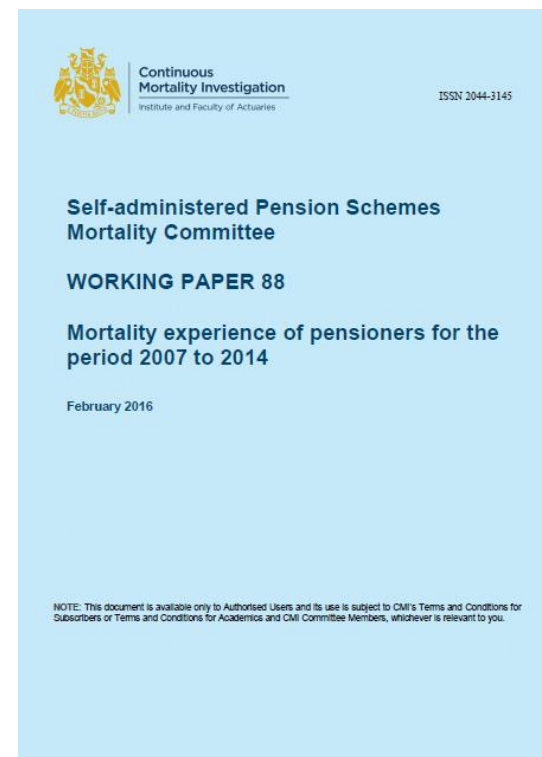 Continuous
Mortality Investigation
Institute and Faculty of Actuaries
ISSN 2044-3145
Self-administered Pension Schemes
Mortality Committee
WORKING PAPER 88
Mortality experience of pensioners for the
period 2007 to 2014
February 2016
NOTE: This document is available only to Authorised Users and its use is subject to CMI's Terms and Conditions for
Subscribers or Terms and Conditions for Academics and CMI Committee Members, whichever is relevant to you.